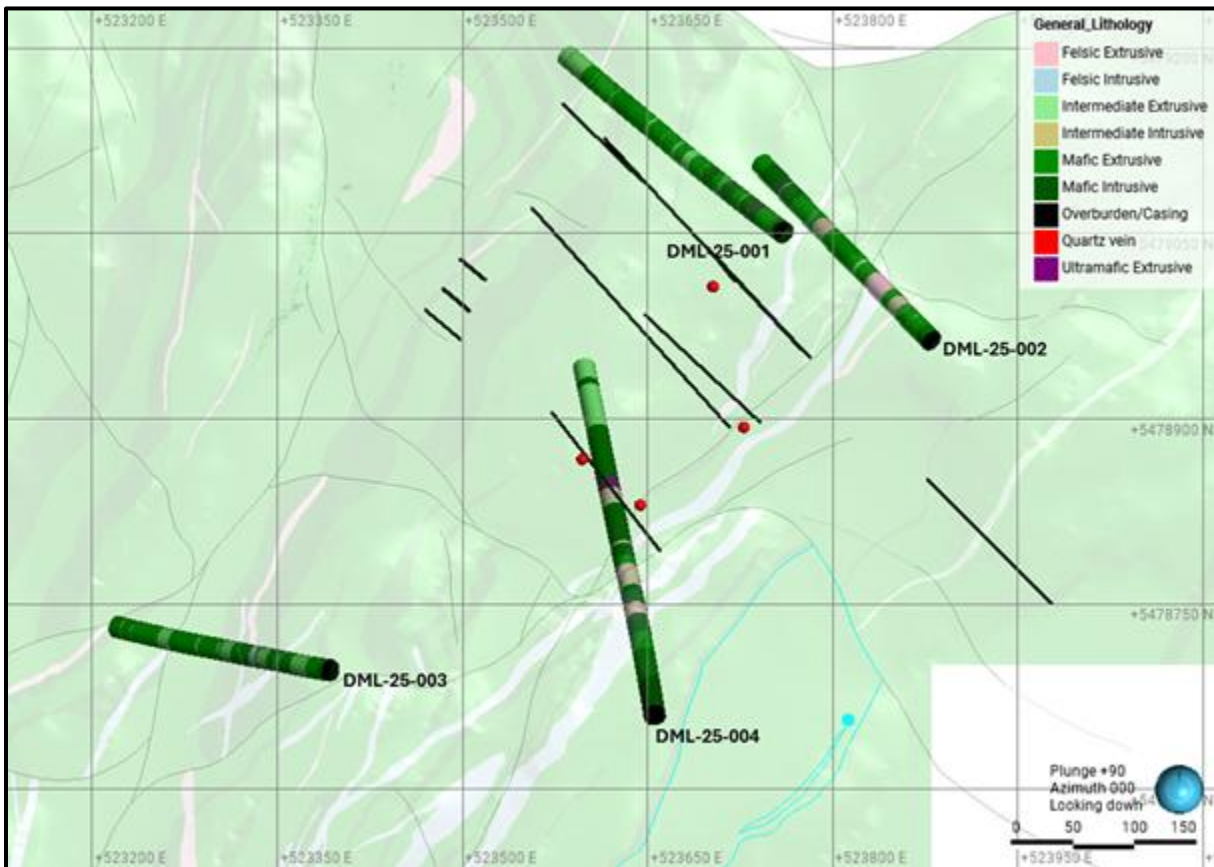 +523200 E
+523350 E
+523500 E
+523650 E
+523800 E
General_Lithology
Felsic Extrusive
Felsic Intrusive
Intermediate Extrusive
Intermediate Intrusive
Mafic Extrusive
Mafic Intrusive
Overburden/Casing
Quartz vein
Ultramafic Extrusive
DML-25-001
DML-25-002
+5478900 N
+5478750 N
DML-25-003
DML-25-004
Plunge +90
Azimuth 000
Looking down
0 50 100 150
+523200 E
+523350 E
+523500 E
+523650 E
+523800 E
+523950 E